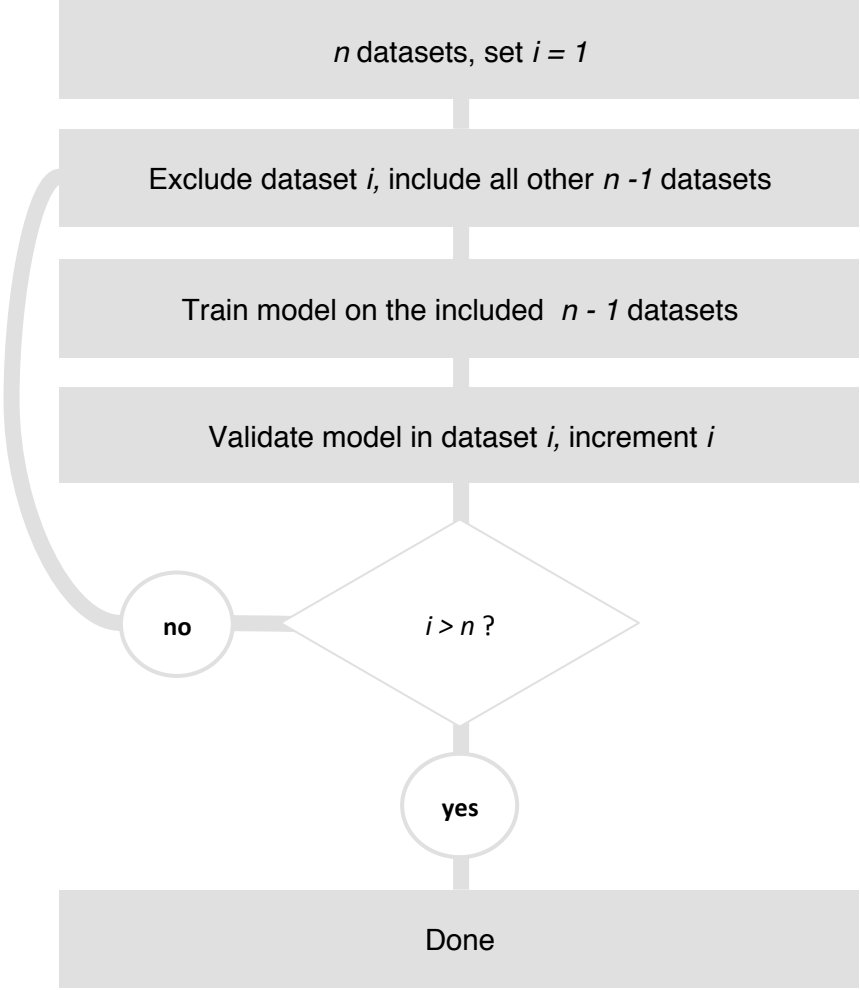 n datasets, set i = 1
Exclude dataset i, include all other n -1 datasets
Train model on the included n - 1 datasets
Validate model in dataset i, increment i
no
i > n ?
yes
Done